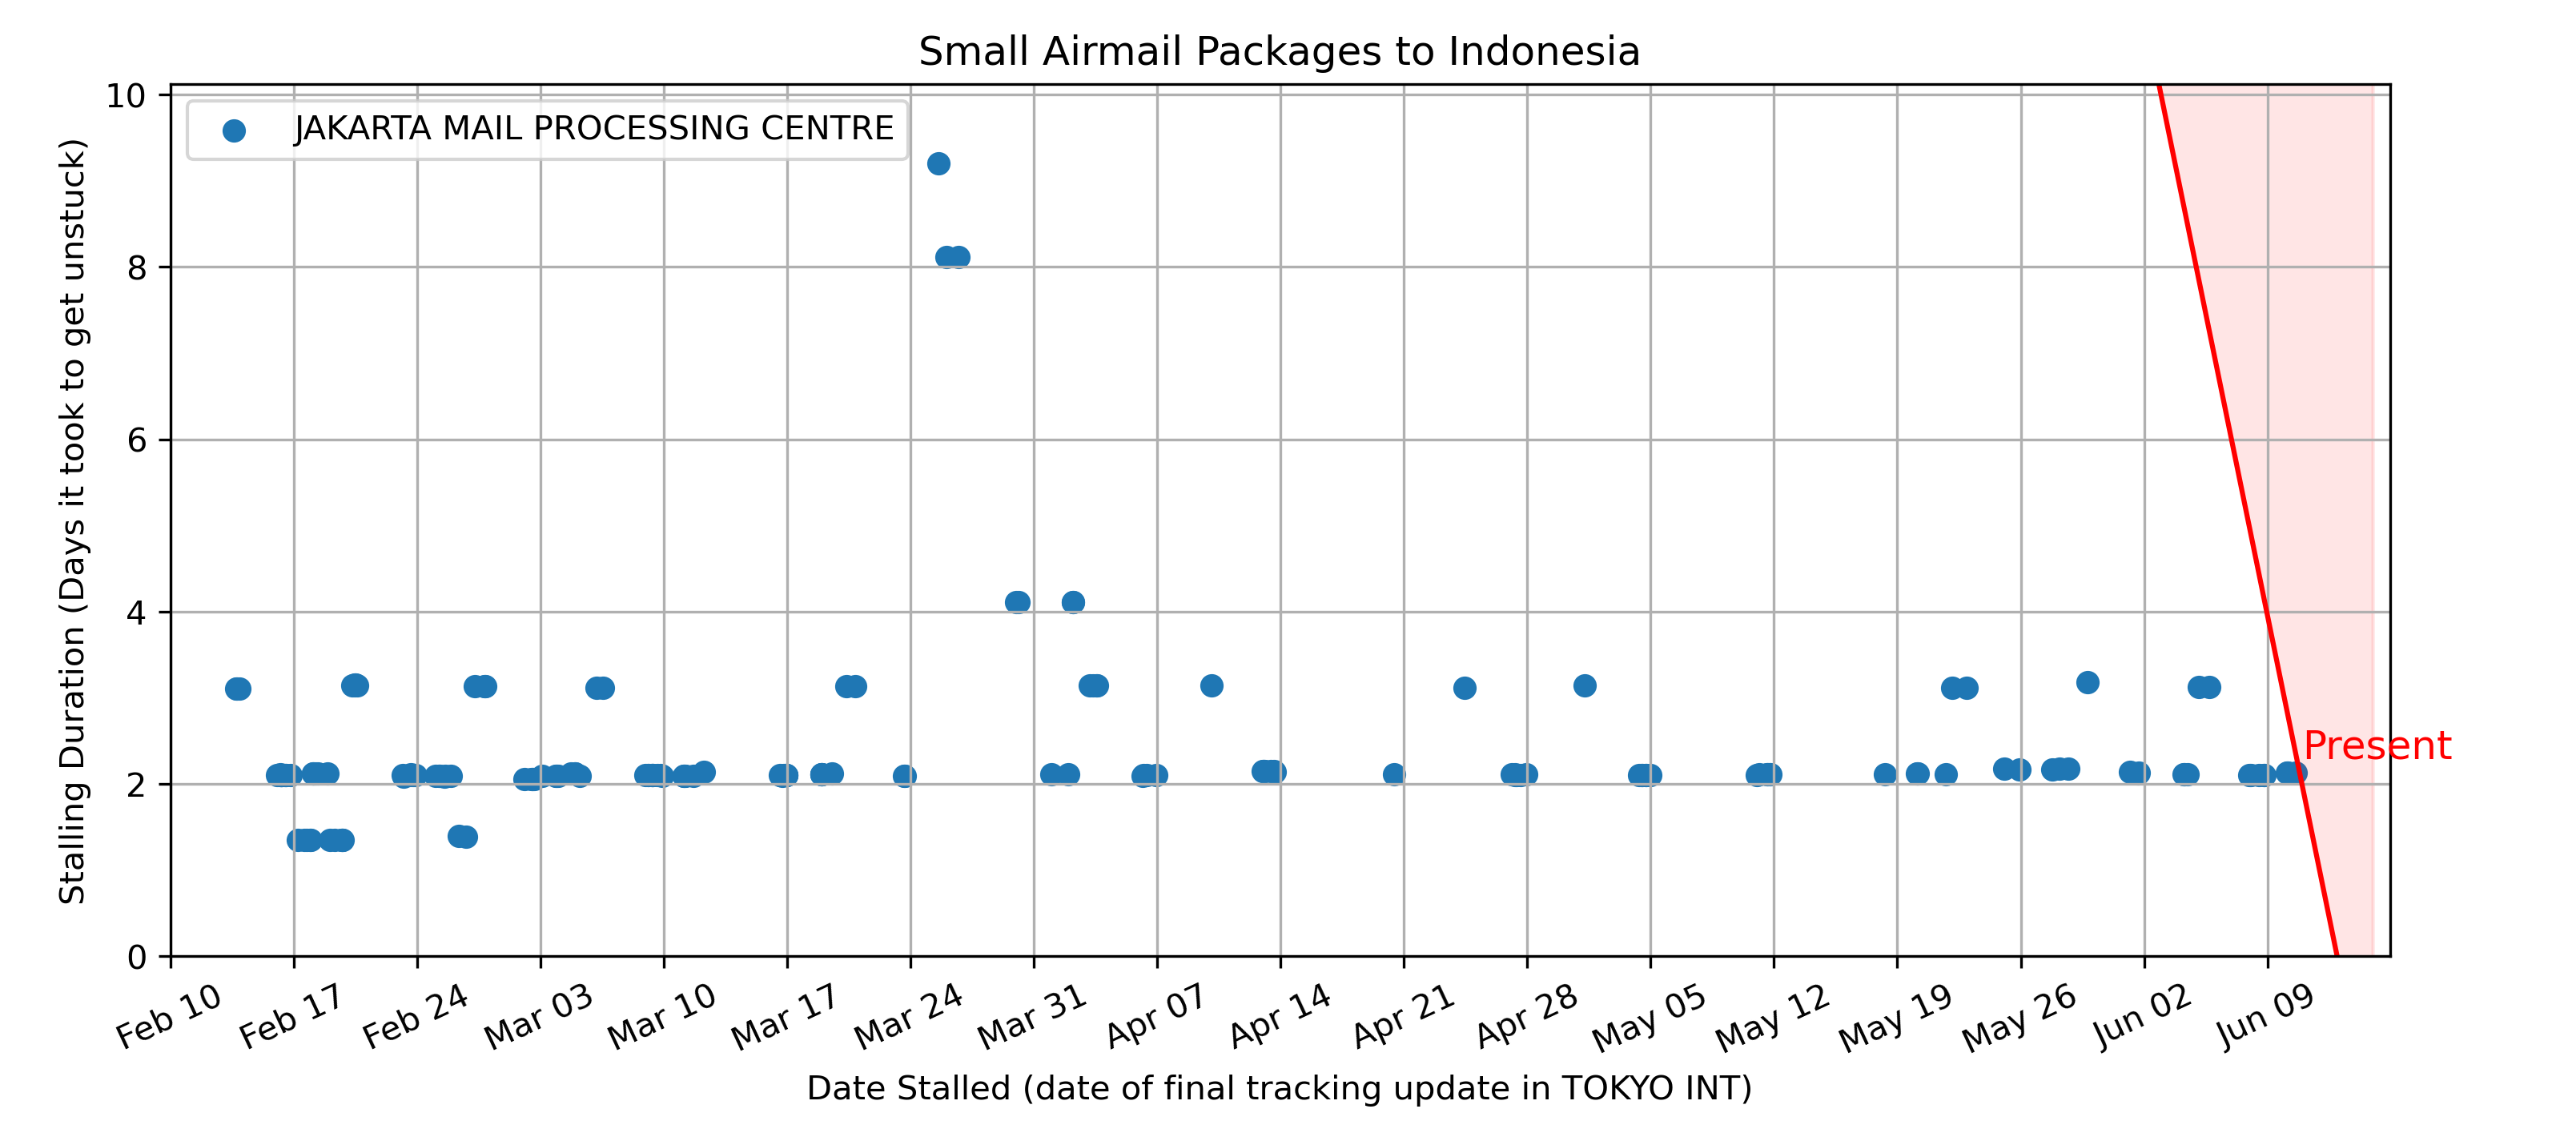 Small Airmail Packages to Indonesia
JAKARTA MAIL PROCESSING CENTRE
Stalling Duration (Days it took to get unstuck)
10
8
6
4
2
0
Present
Feb 10
Feb 17
Feb 24
Mar 03
Mar 10
Mar 17
Mar 24
Mar 31
Apr 07
Apr 14
Apr 21
Apr 28
May 05
May 12
May 19
May 26
Jun 02
Jun 09
Date Stalled (date of final tracking update in TOKYO INT)